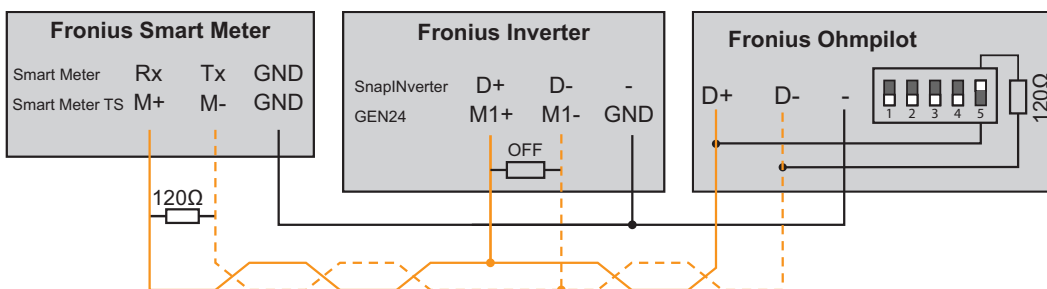 Fronius Smart Meter
Smart Meter Rx Tx GND
Smart Meter TS M+ M- GND
120Ω
Fronius Inverter
SnapINverter D+ D- -
GEN24 M1+ M1- GND
OFF
Fronius Ohmpilot
D+ D- -
1 2 3 4 5
120Ω